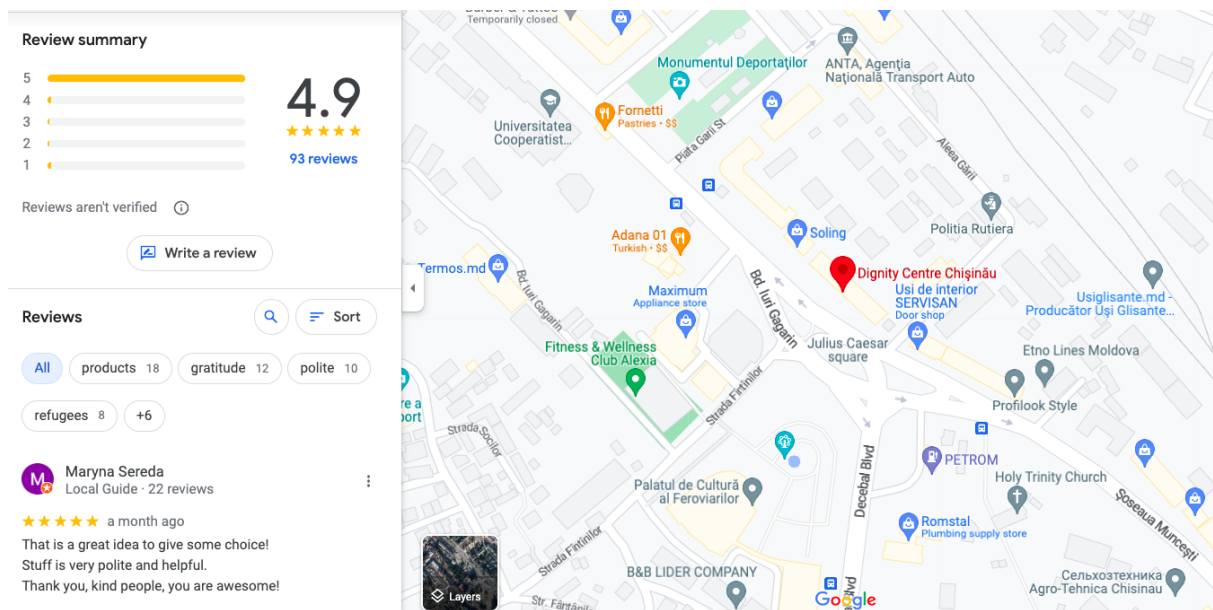 Review summary
5
4
3
2
1
4.9
93 reviews
Reviews aren't verified
Write a review
Reviews
Sort
All
products 18
gratitude 12
polite 10
refugees 8
+6
M
Maryna Sereda
Local Guide · 22 reviews
a month ago
That is a great idea to give some choice!
Stuff is very polite and helpful.
Thank you, kind people, you are awesome!
Temporarily closed
Monumentul Deportaților
ANTA, Agenția
Națională Transport Auto
Fornetti
Pastries • $$
Universitatea
Cooperatist...
Piata Garii St
Aleea Gării
Politia Rutiera
Soling
Adana 01
Turkish • $$
Termos.md
Bd. Iuri Gagarin
Bd. Iuri Gagarin
Dignity Centre Chișinău
Usi de interior
SERVISAN
Door shop
Usiglisante.md -
Producător Uși Glisante...
Maximum
Appliance store
Fitness & Wellness
Club Alexia
Julius Caesar
square
Etno Lines Moldova
Profilook Style
Strada Fîntînilor
Strada Socilor
PETROM
Palatul de Cultură
al Feroviarilor
Decebal Blvd
Holy Trinity Church
Șoseaua Muncești
Romstal
Plumbing supply store
Strada Fîntînilor
B&B LIDER COMPANY
Сельхозтехника
Agro-Tehnica Chisinau
Layers
Google